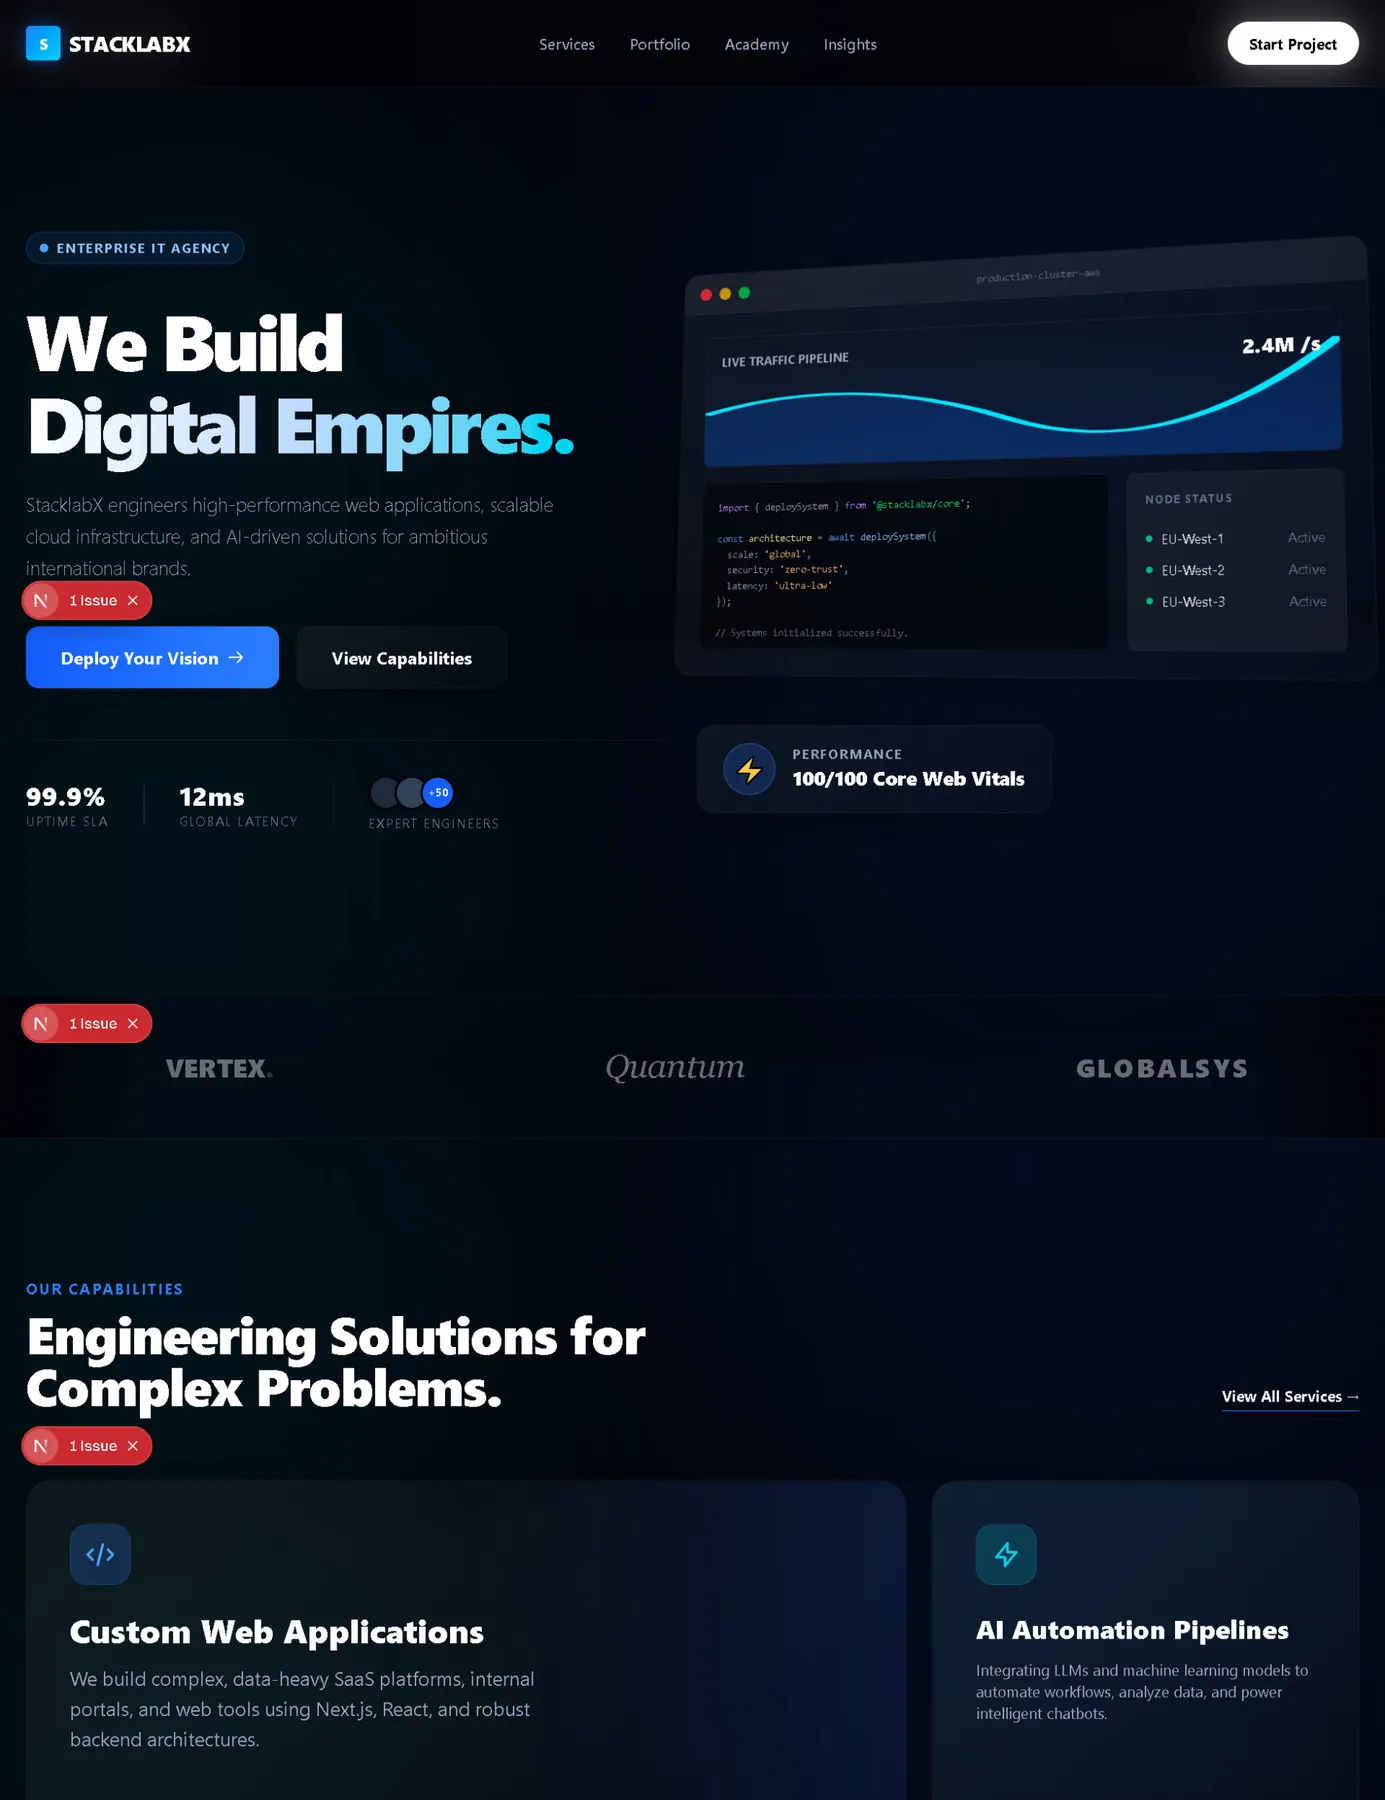 S STACKLABX
Services Portfolio Academy Insights
Start Project
ENTERPRISE IT AGENCY
We Build
Digital Empires.
StacklabX engineers high-performance web applications, scalable
cloud infrastructure, and AI-driven solutions for ambitious
international brands.
N 1 Issue ×
Deploy Your Vision →
View Capabilities
99.9%
UPTIME SLA
12ms
GLOBAL LATENCY
+50
EXPERT ENGINEERS
production-cluster-aws
LIVE TRAFFIC PIPELINE
2.4M /s
import { deploySystem } from '@stacklabx/core';
const architecture = await deploySystem({
scale: 'global',
security: 'zero-trust',
latency: 'ultra-low'
});
// Systems initialized successfully.
NODE STATUS
EU-West-1 Active
EU-West-2 Active
EU-West-3 Active
PERFORMANCE
100/100 Core Web Vitals
N 1 Issue ×
VERTEX.
Quantum
GLOBALSYS
OUR CAPABILITIES
Engineering Solutions for
Complex Problems.
View All Services →
N 1 Issue ×
</> 
Custom Web Applications
We build complex, data-heavy SaaS platforms, internal
portals, and web tools using Next.js, React, and robust
backend architectures.
AI Automation Pipelines
Integrating LLMs and machine learning models to
automate workflows, analyze data, and power
intelligent chatbots.